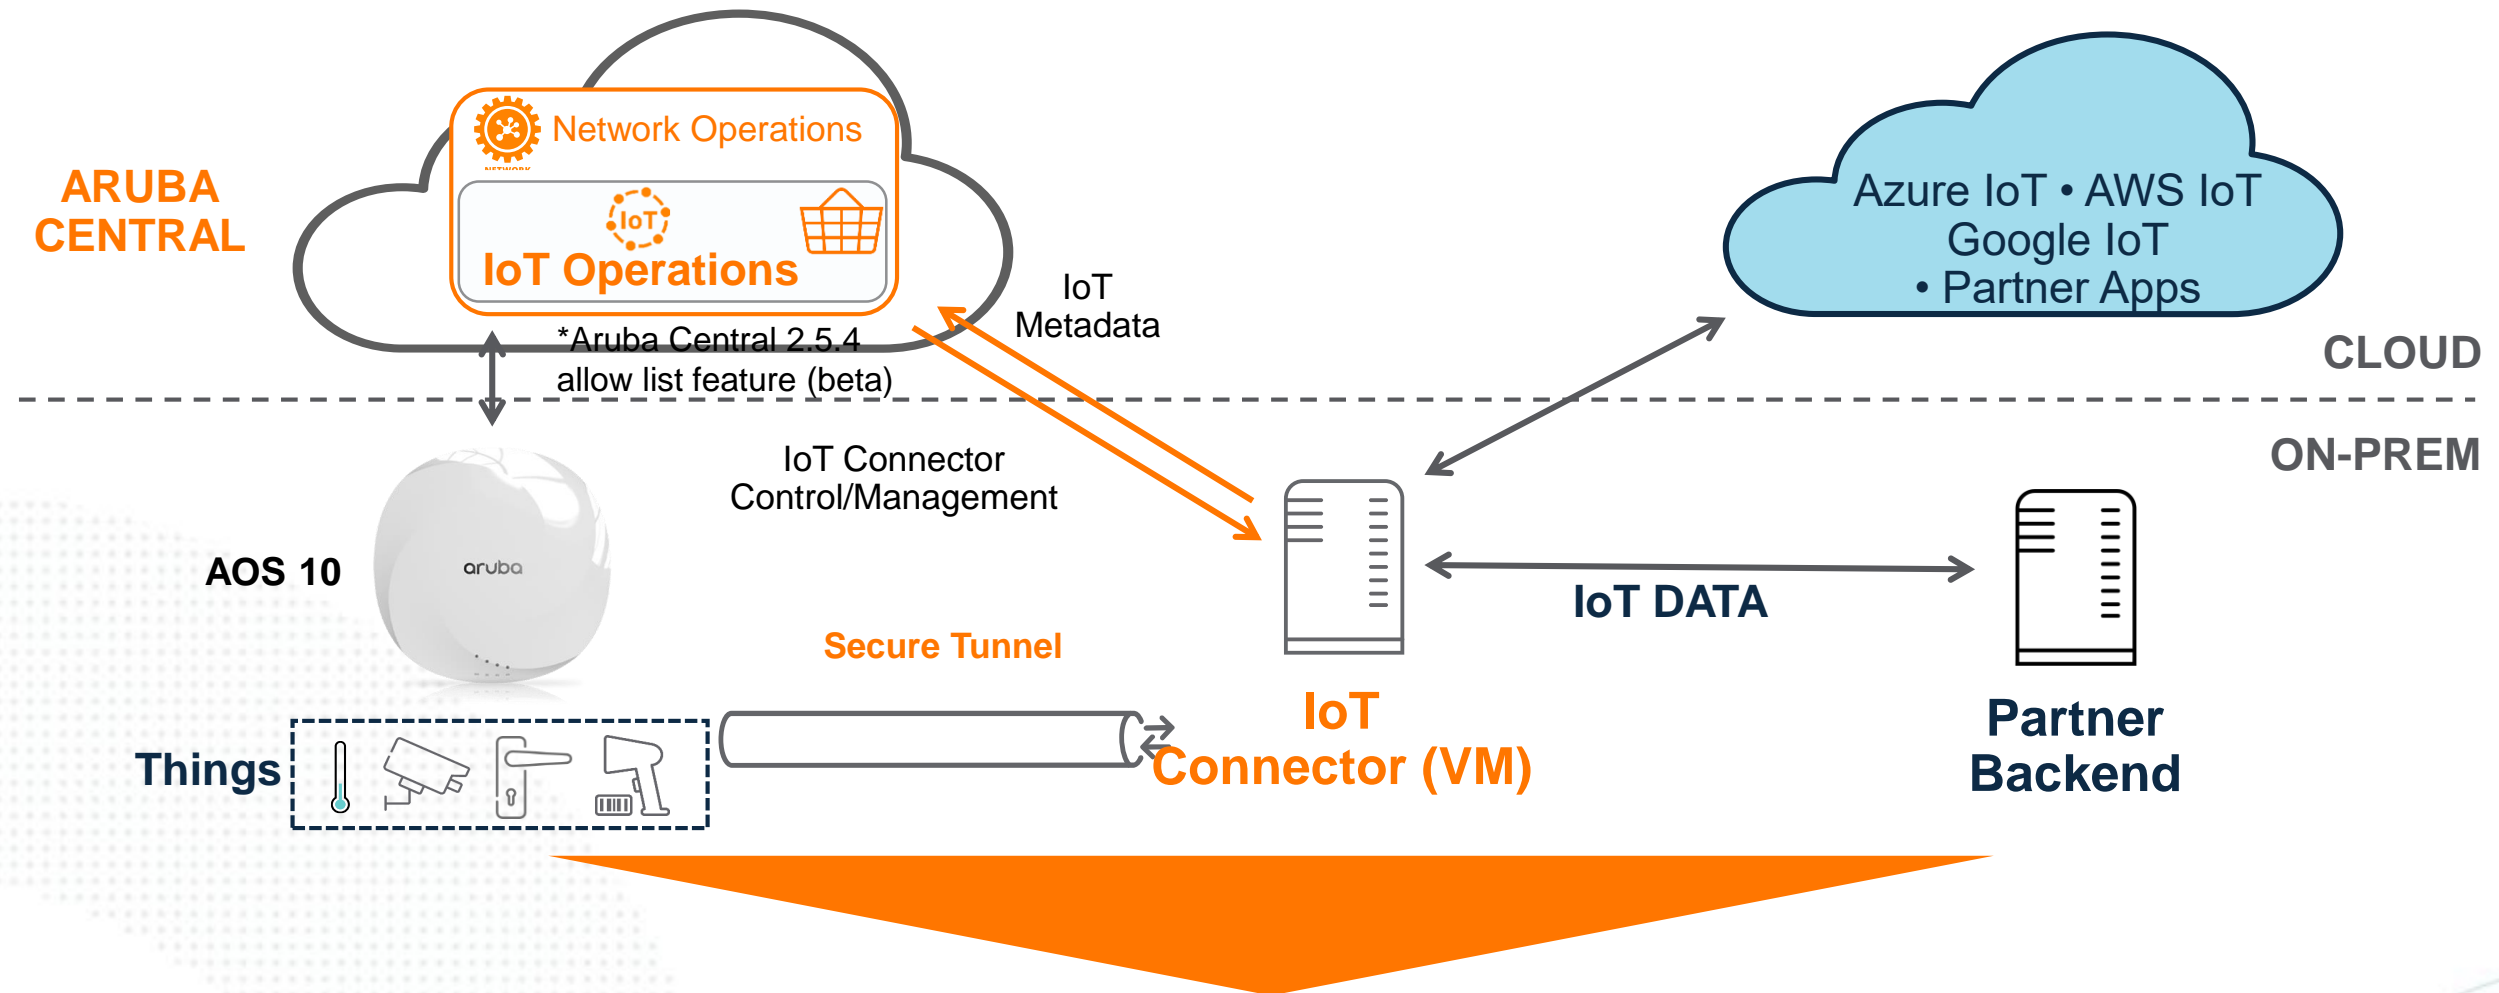 Network Operations
NETWORK
ARUBA
CENTRAL
IoT
IoT Operations
*Aruba Central 2.5.4
allow list feature (beta)
IoT
Metadata
Azure IoT • AWS IoT
Google IoT
• Partner Apps
CLOUD
ON-PREM
IoT Connector
Control/Management
AOS 10
aruba
IoT DATA
Secure Tunnel
Things
IoT
Connector (VM)
Partner
Backend